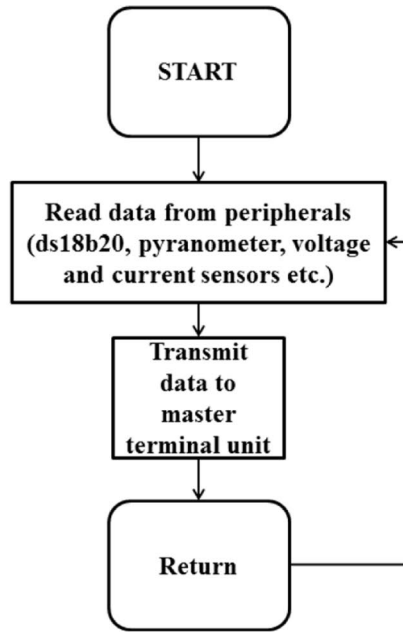 START
Read data from peripherals
(ds18b20, pyranometer, voltage
and current sensors etc.)
Transmit
data to
master
terminal unit
Return